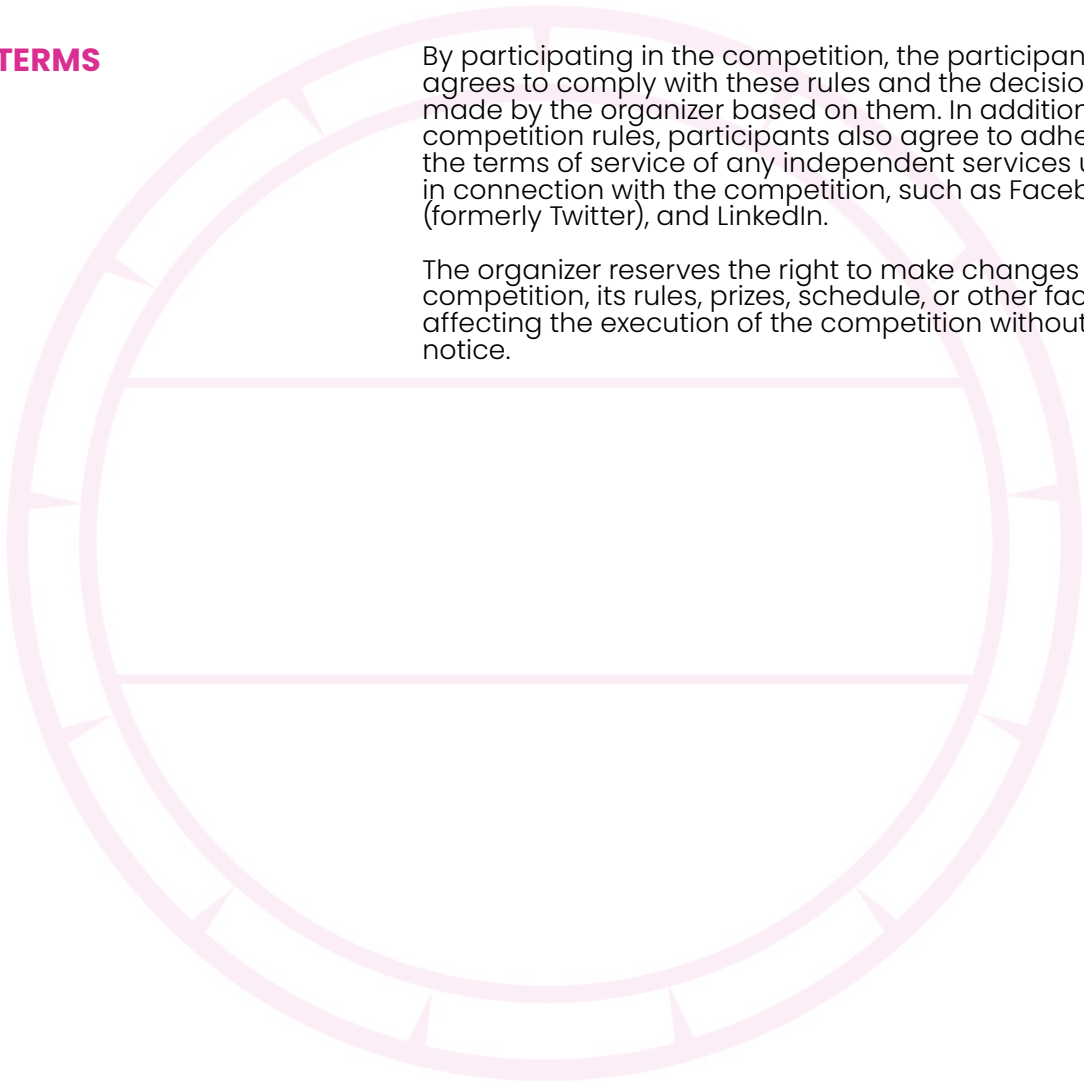 TERMS
By participating in the competition, the participan
agrees to comply with these rules and the decisio
made by the organizer based on them. In addition
competition rules, participants also agree to adhe
the terms of service of any independent services u
in connection with the competition, such as Faceb
(formerly Twitter), and LinkedIn.
The organizer reserves the right to make changes
competition, its rules, prizes, schedule, or other fac
affecting the execution of the competition without
notice.